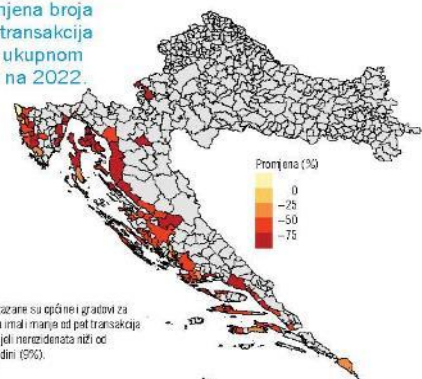 mjena broja
transakcija
ukupnom
na 2022.
Promjena (%)
0
−25
−50
−75
azane su općine i gradovi za
imali manje od pet transakcija
jeli nerezidenata niži od
dini (9%).